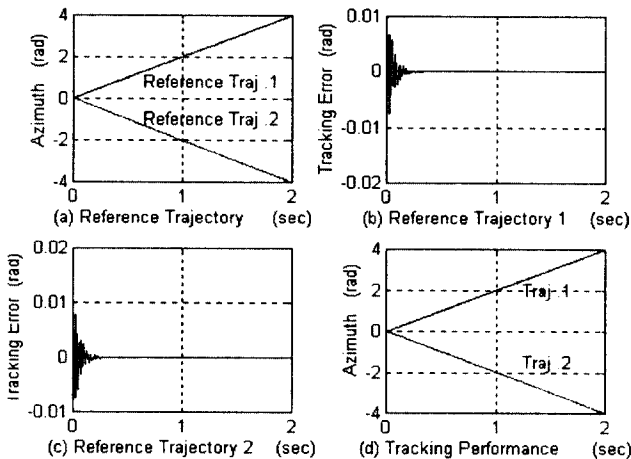 4
2
0
-2
-4
Azimuth (rad)
Reference Traj .1
Reference Traj .2
0
1
2
(a) Reference Trajectory (sec)
0.01
0
-0.01
-0.02
Tracking Error (rad)
0
1
2
(b) Reference Trajectory 1 (sec)
0.02
0.01
0
-0.01
Tracking Error (rad)
0
1
2
(c) Reference Trajectory 2 (sec)
4
2
0
-2
-4
Azimuth (rad)
Traj .1
Traj .2
0
1
2
(d) Tracking Performance (sec)